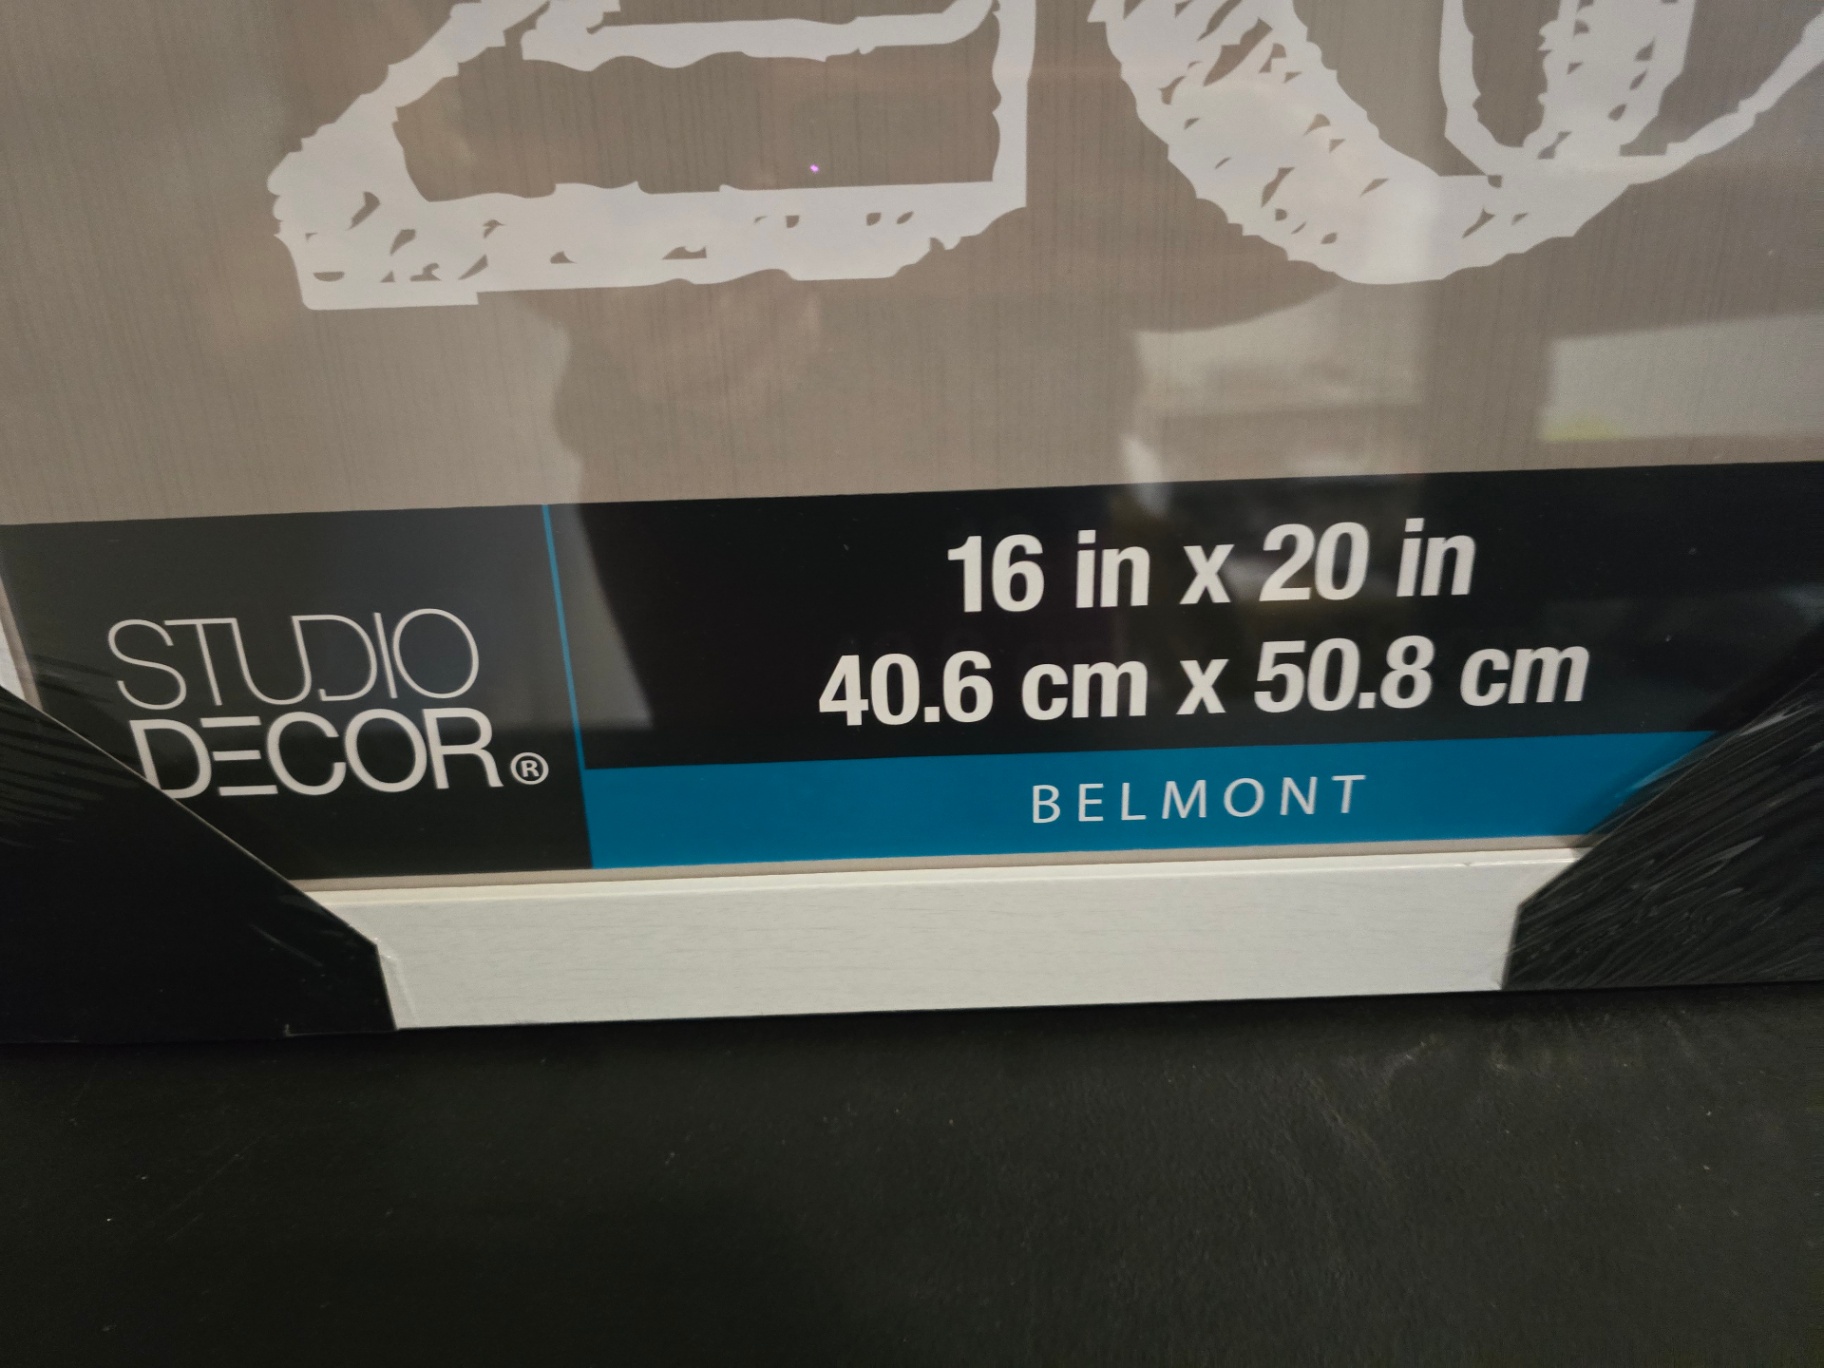 STUDIO
DECOR®
16 in x 20 in
40.6 cm x 50.8 cm
BELMONT